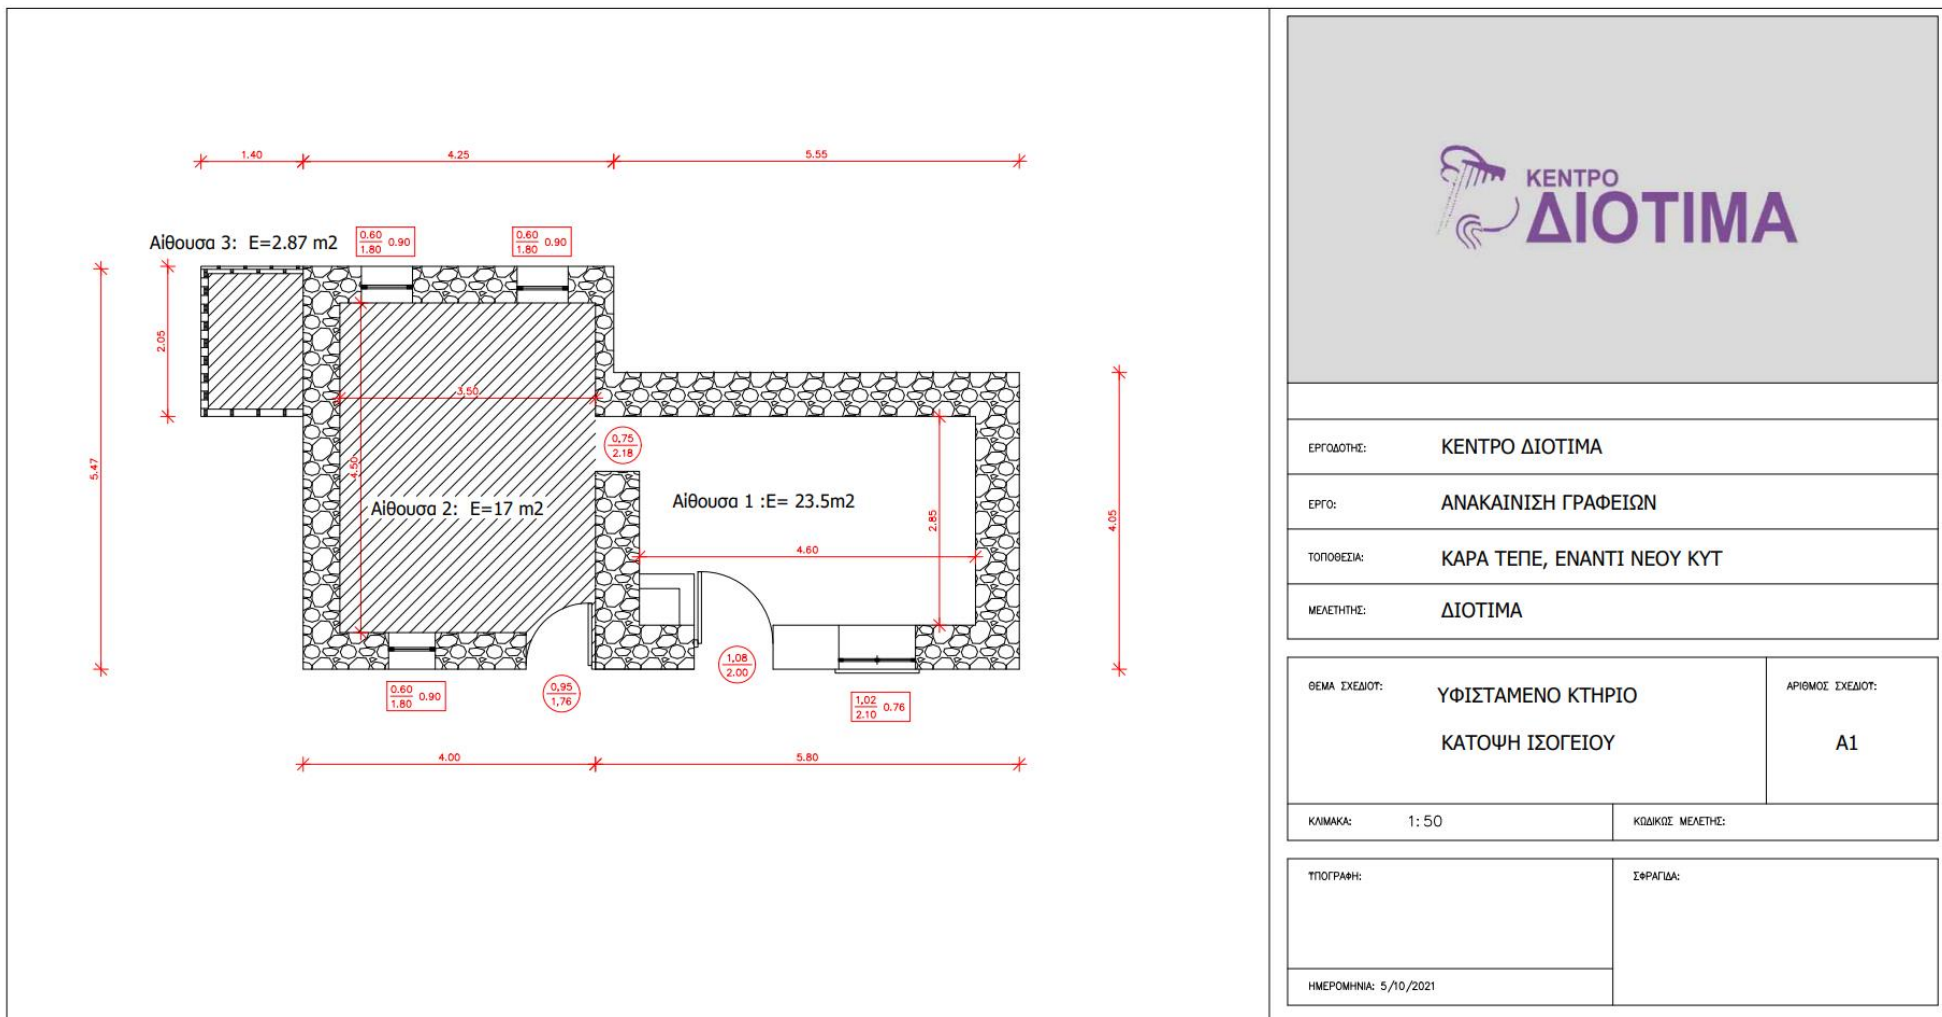 1.40
4.25
5.55
Αίθουσα 3: Ε=2.87 m2
0.60
1.80
0.90
0.60
1.80
0.90
2.05
5.47
3.50
4.50
0,75
2.18
Αίθουσα 2: Ε=17 m2
Αίθουσα 1 :Ε= 23.5m2
2.85
4.60
4.05
0.60
1.80
0.90
0,95
1,76
1,08
2.00
1,02
2.10
0.76
4.00
5.80
ΚΕΝΤΡΟ
ΔΙΟΤΙΜΑ
ΕΡΓΟΔΟΤΗΣ: ΚΕΝΤΡΟ ΔΙΟΤΙΜΑ
ΕΡΓΟ: ΑΝΑΚΑΙΝΙΣΗ ΓΡΑΦΕΙΩΝ
ΤΟΠΟΘΕΣΙΑ: ΚΑΡΑ ΤΕΠΕ, ΕΝΑΝΤΙ ΝΕΟΥ ΚΥΤ
ΜΕΛΕΤΗΤΗΣ: ΔΙΟΤΙΜΑ
ΘΕΜΑ ΣΧΕΔΙΟΥ: ΥΦΙΣΤΑΜΕΝΟ ΚΤΗΡΙΟ
ΚΑΤΟΨΗ ΙΣΟΓΕΙΟΥ
ΑΡΙΘΜΟΣ ΣΧΕΔΙΟΥ:
Α1
ΚΛΙΜΑΚΑ: 1:50
ΚΩΔΙΚΟΣ ΜΕΛΕΤΗΣ:
ΥΠΟΓΡΑΦΗ:
ΣΦΡΑΓΙΔΑ:
ΗΜΕΡΟΜΗΝΙΑ: 5/10/2021